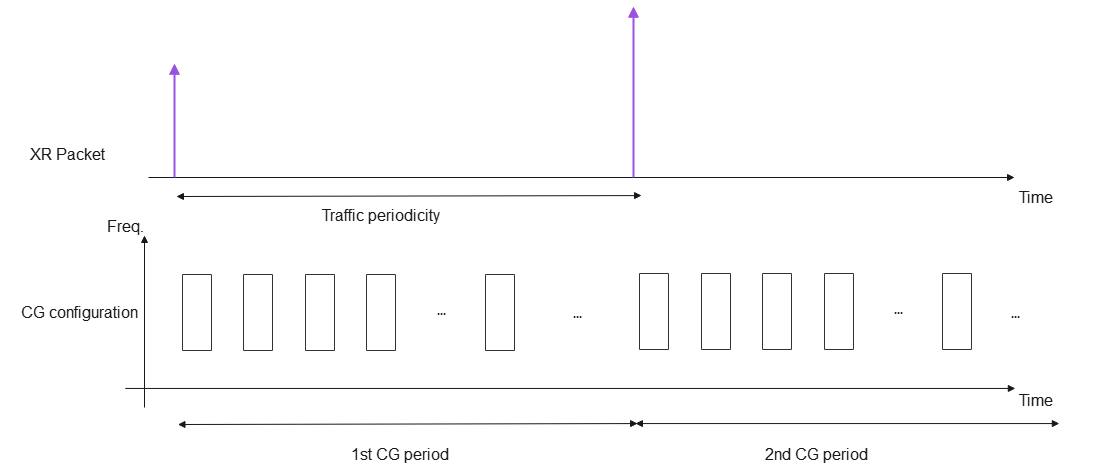 XR Packet
Time
Traffic periodicity
Freq.
CG configuration
...
...
...
...
Time
1st CG period
2nd CG period